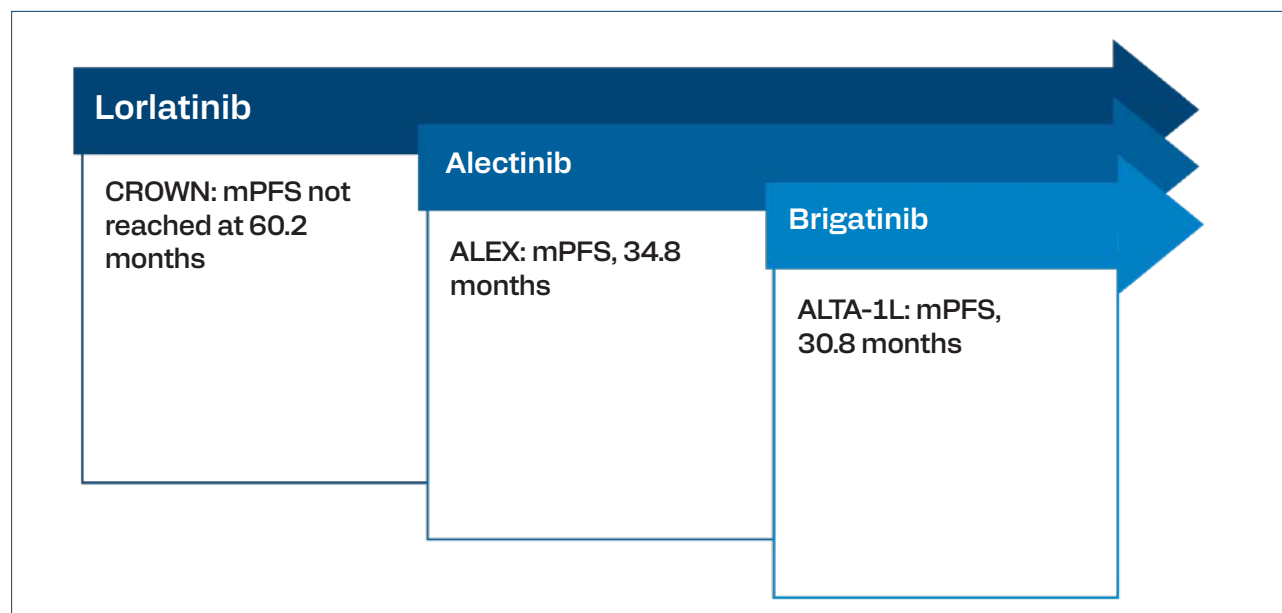 Lorlatinib
CROWN: mPFS not
reached at 60.2
months
Alectinib
ALEX: mPFS, 34.8
months
Brigatinib
ALTA-1L: mPFS,
30.8 months